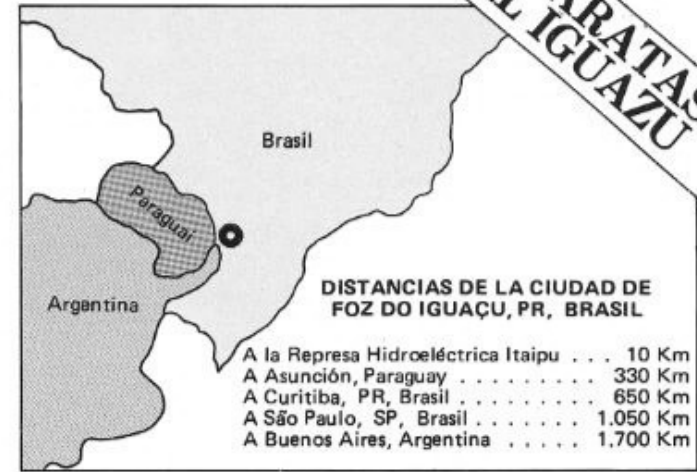 IGUAZU
Brasil
Paraguai
Argentina
DISTANCIAS DE LA CIUDAD DE
FOZ DO IGUAÇU, PR, BRASIL
A la Represa Hidroeléctrica Itaipu . . . 10 Km
A Asunción, Paraguay . . . . . . . . . 330 Km
A Curitiba, PR, Brasil . . . . . . . . . 650 Km
A São Paulo, SP, Brasil . . . . . . . 1.050 Km
A Buenos Aires, Argentina . . . . . 1.700 Km